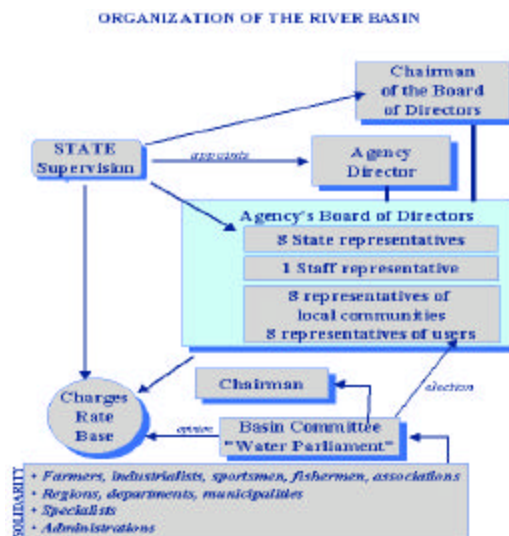 ORGANIZATION OF THE RIVER BASIN
Chairman
of the Board
of Directors
STATE
Supervision
appoints
Agency
Director
Agency's Board of Directors
8 State representatives
1 Staff representative
8 representatives of
local communities
8 representatives of users
Chairman
election
Charges
Rate
Base
opinion
Basin Committee
"Water Parliament"
SOLIDARITY
• Farmers, industrialists, sportsmen, fishermen, associations
• Regions, departments, municipalities
• Specialists
• Administrations